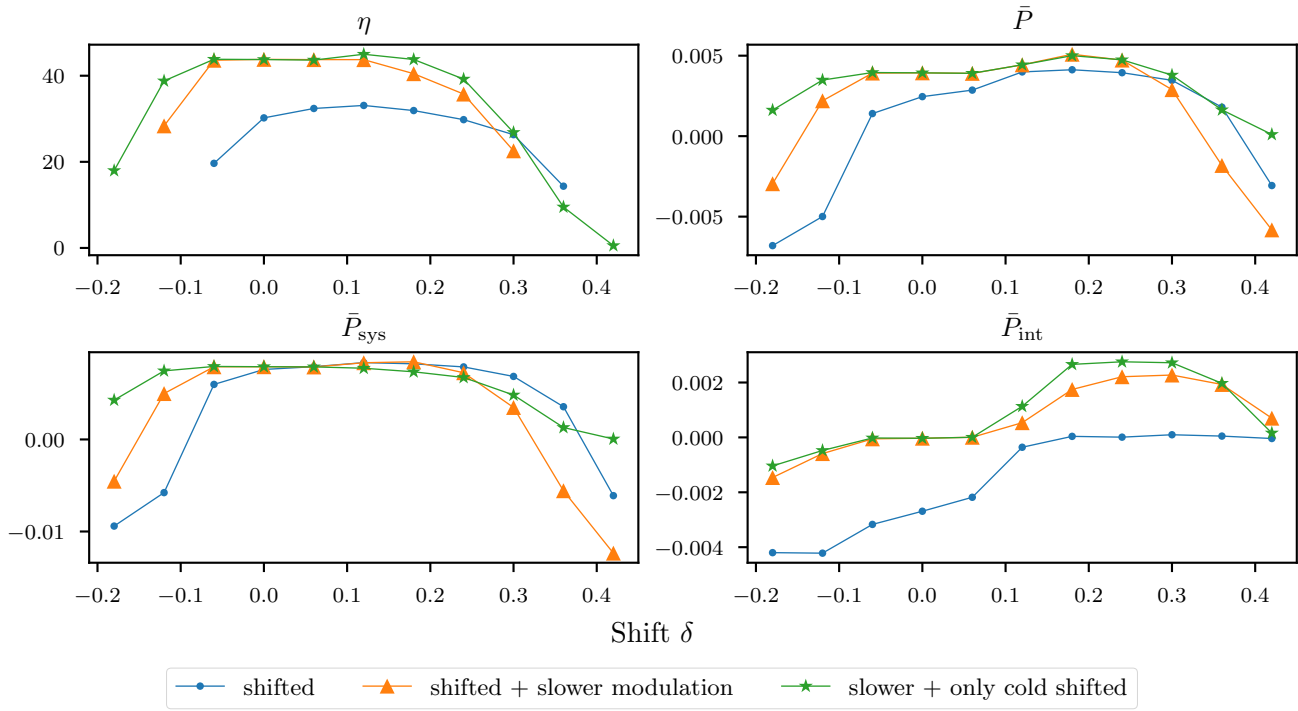 η
P̄
40
20
0
−0.2 −0.1 0.0 0.1 0.2 0.3 0.4
0.005
0.000
−0.005
−0.2 −0.1 0.0 0.1 0.2 0.3 0.4
P̄sys
P̄int
0.00
−0.01
−0.2 −0.1 0.0 0.1 0.2 0.3 0.4
0.002
0.000
−0.002
−0.004
−0.2 −0.1 0.0 0.1 0.2 0.3 0.4
Shift δ
shifted
shifted + slower modulation
slower + only cold shifted